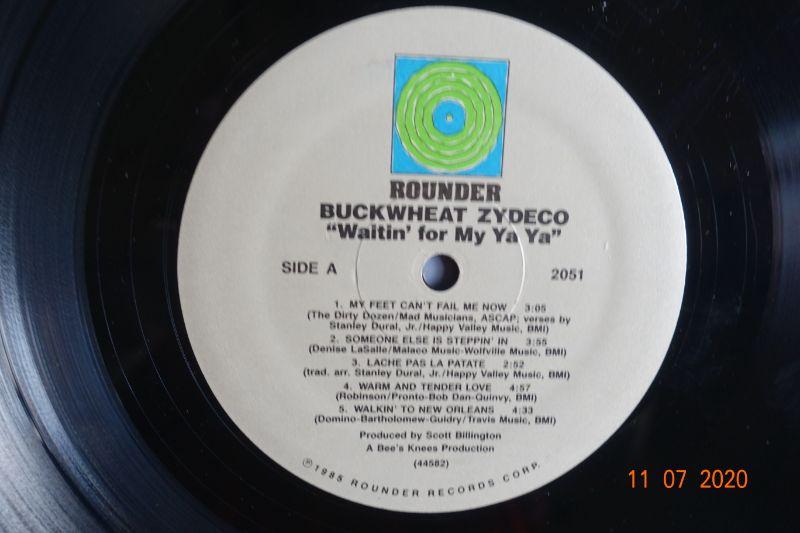 ROUNDER
BUCKWHEAT ZYDECO
"Waitin' for My Ya Ya"
SIDE A
2051
1. MY FEET CAN'T FAIL ME NOW 3:05
(The Dirty Dozen/Mad Musicians, ASCAP; verses by
Stanley Dural, Jr./Happy Valley Music, BMI)
2. SOMEONE ELSE IS STEPPIN' IN 3:55
(Denise LaSalle/Malaco Music-Wolfville Music, BMI)
3. LACHE PAS LA PATATE 2:52
(trad. arr. Stanley Dural, Jr./Happy Valley Music, BMI)
4. WARM AND TENDER LOVE 4:57
(Robinson/Pronto-Bob Dan-Quinvy, BMI)
5. WALKIN' TO NEW ORLEANS 4:33
(Domino-Bartholomew-Guidry/Travis Music, BMI)
Produced by Scott Billington
A Bee's Knees Production
(44582)
℗1985 ROUNDER RECORDS CORP.
11 07 2020